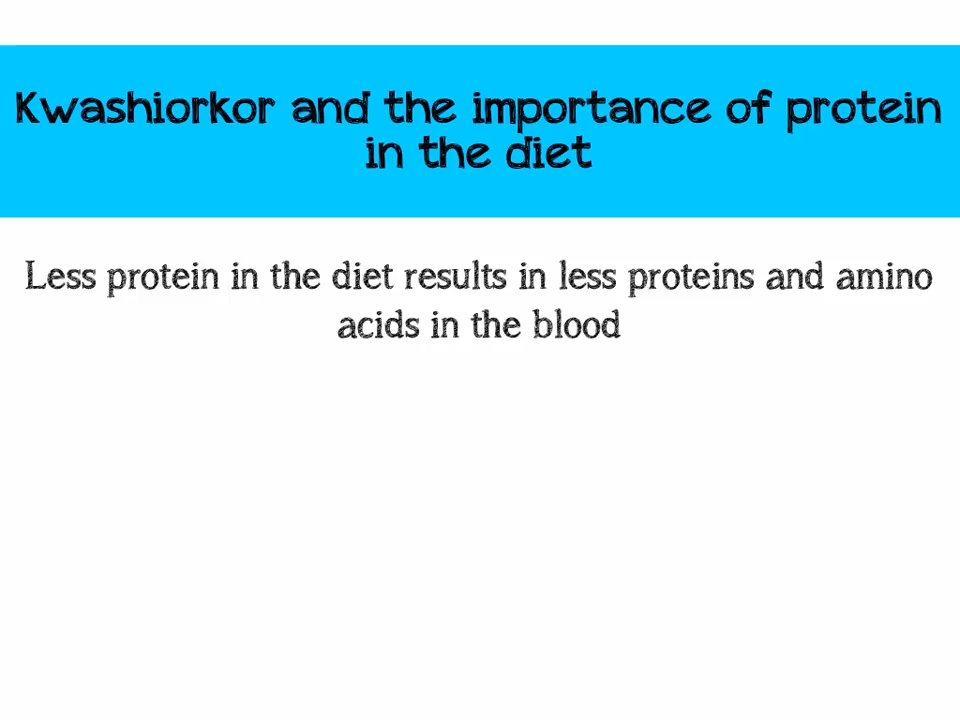 Kwashiorkor and the importance of protein
in the diet
Less protein in the diet results in less proteins and amino
acids in the blood